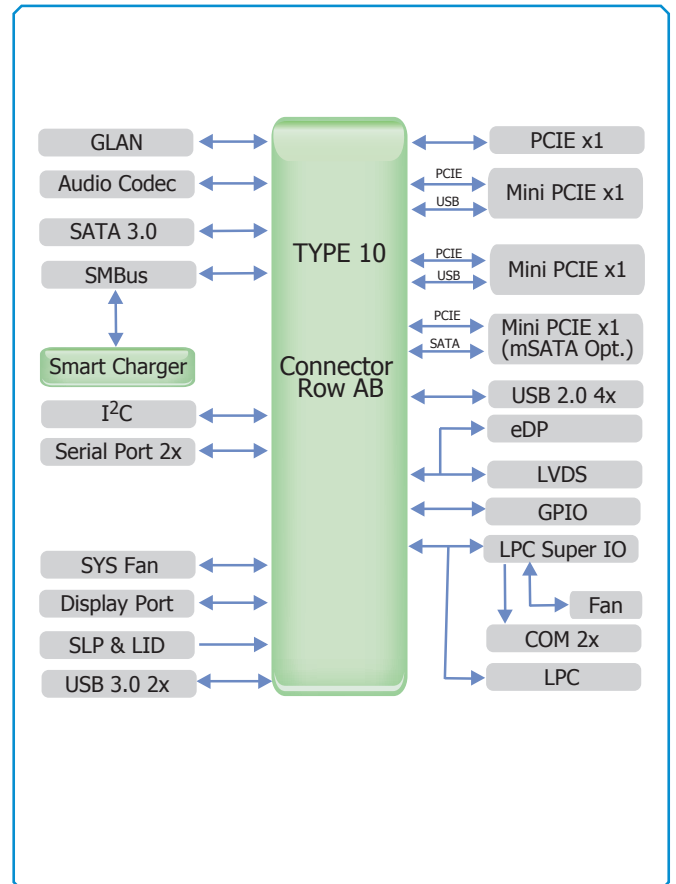 GLAN
Audio Codec
SATA 3.0
SMBus
Smart Charger
I²C
Serial Port 2x
SYS Fan
Display Port
SLP & LID
USB 3.0 2x
TYPE 10
Connector
Row AB
PCIE x1
PCIE
USB
Mini PCIE x1
PCIE
USB
Mini PCIE x1
PCIE
SATA
Mini PCIE x1
(mSATA Opt.)
USB 2.0 4x
eDP
LVDS
GPIO
LPC Super IO
Fan
COM 2x
LPC